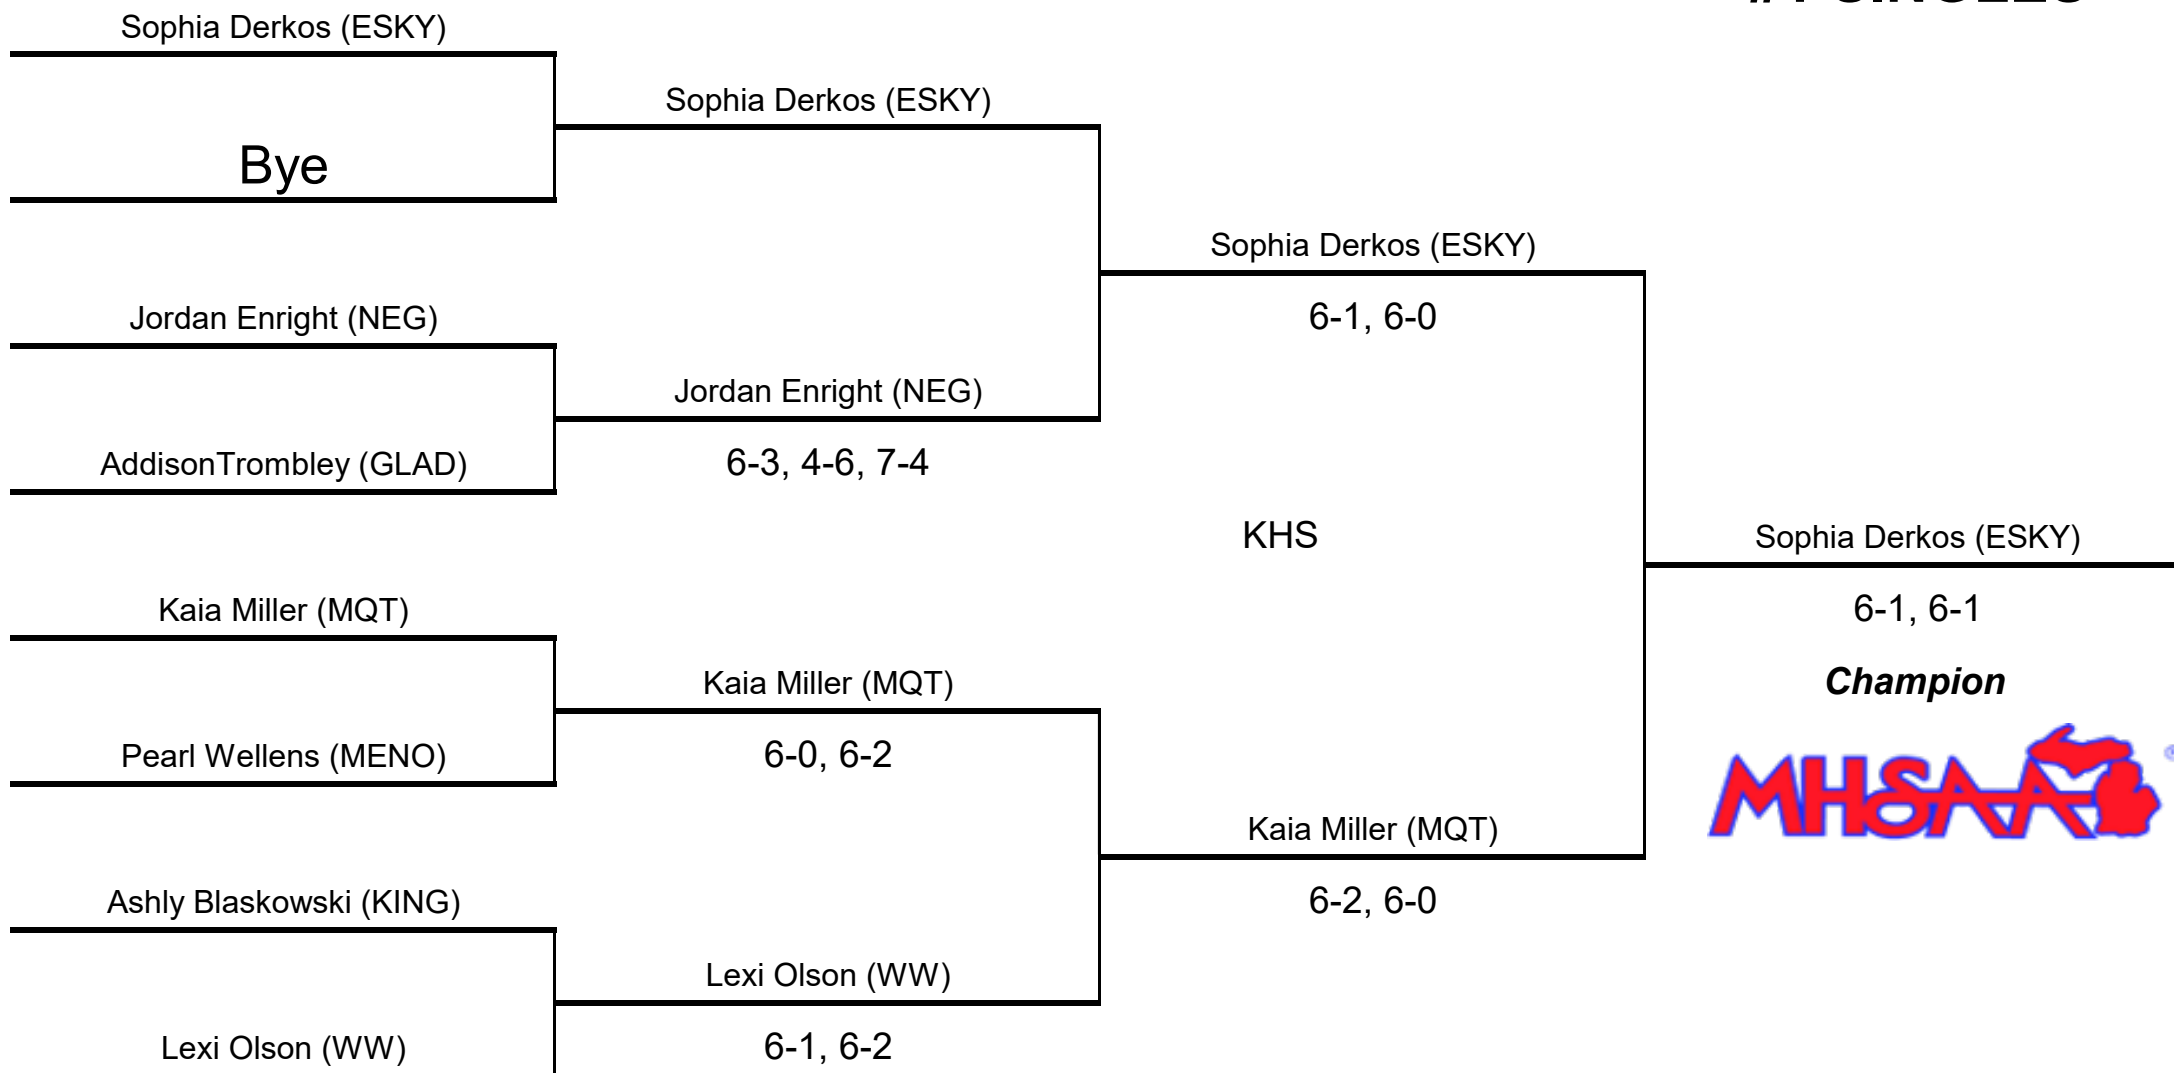 Sophia Derkos (ESKY)
Sophia Derkos (ESKY)
Bye
Sophia Derkos (ESKY)
Jordan Enright (NEG)
6-1, 6-0
Jordan Enright (NEG)
AddisonTrombley (GLAD)
6-3, 4-6, 7-4
KHS
Sophia Derkos (ESKY)
Kaia Miller (MQT)
6-1, 6-1
Kaia Miller (MQT)
Champion
Pearl Wellens (MENO)
6-0, 6-2
MHSAA
Kaia Miller (MQT)
Ashly Blaskowski (KING)
6-2, 6-0
Lexi Olson (WW)
Lexi Olson (WW)
6-1, 6-2